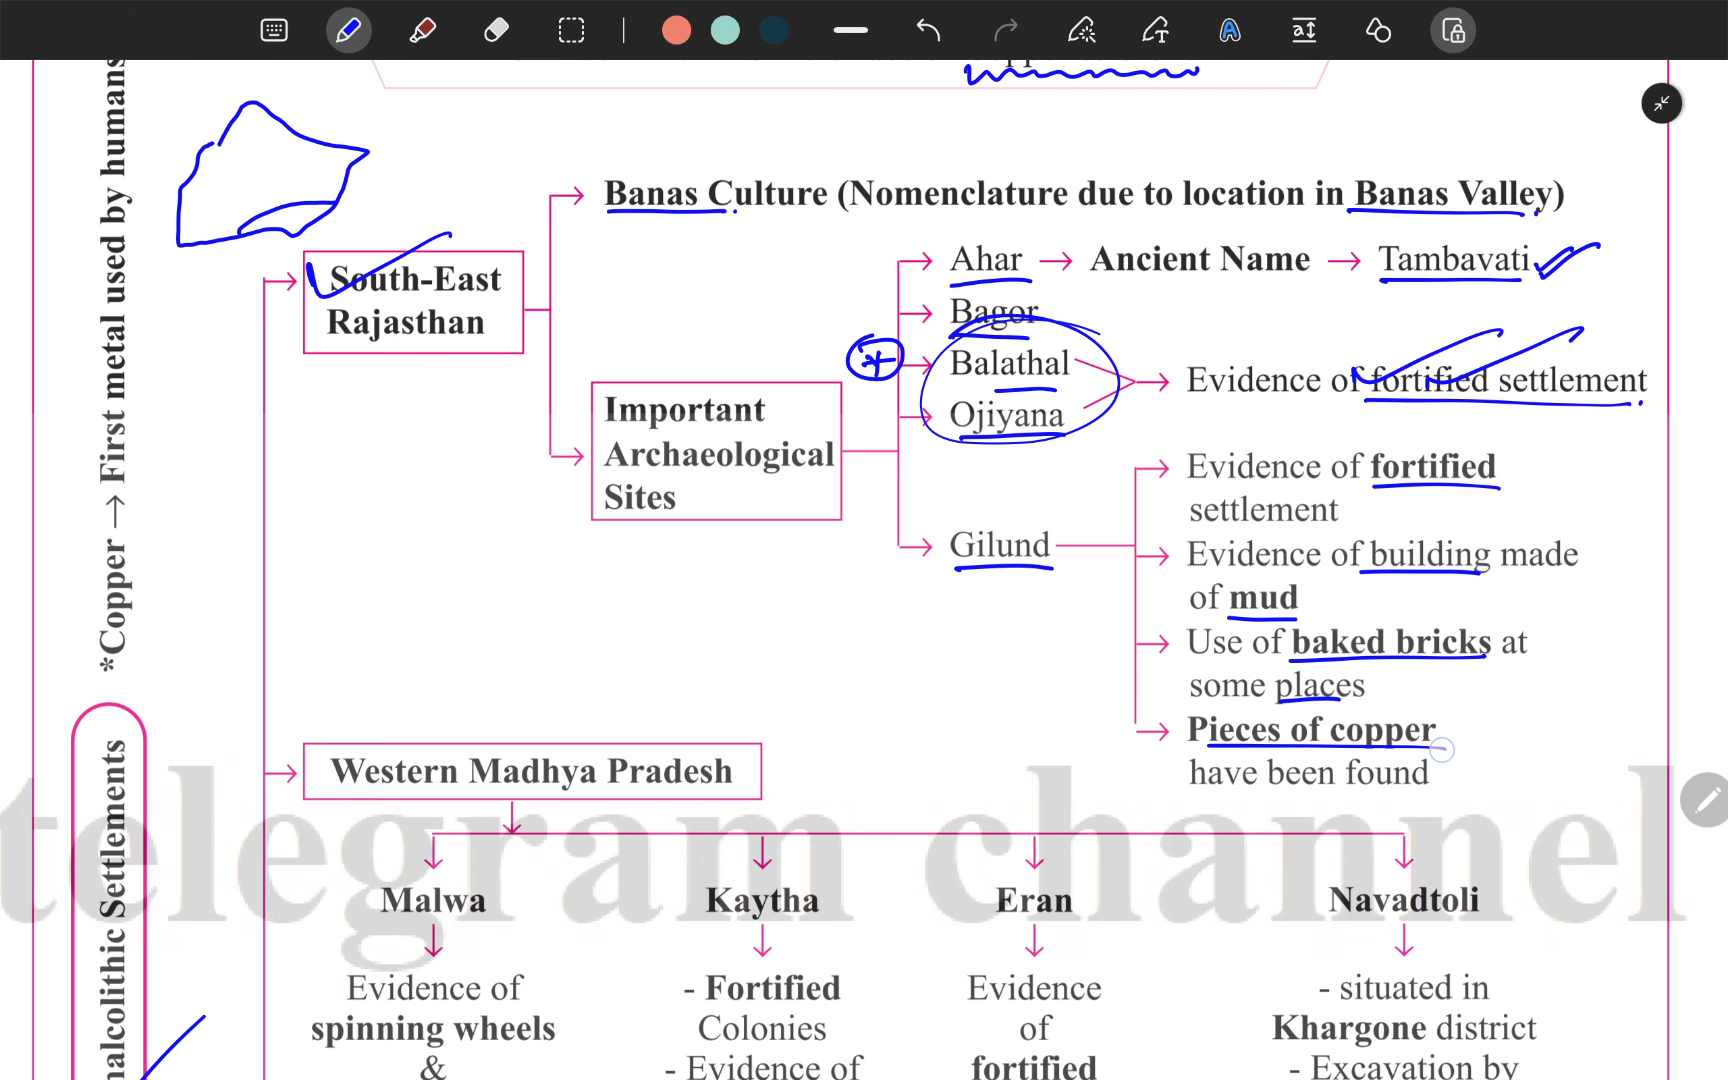 *Copper → First metal used by humans
Chalcolithic Settlements
Banas Culture (Nomenclature due to location in Banas Valley)
South-East
Rajasthan
Important
Archaeological
Sites
Ahar → Ancient Name → Tambavati
Bagor
Balathal
Ojiyana
Evidence of fortified settlement
Gilund
Evidence of fortified
settlement
Evidence of building made
of mud
Use of baked bricks at
some places
Pieces of copper
have been found
Western Madhya Pradesh
telegram channel
Malwa
Evidence of
spinning wheels
&
Kaytha
- Fortified
Colonies
- Evidence of
Eran
Evidence
of
fortified
Navadtoli
- situated in
Khargone district
- Excavation by